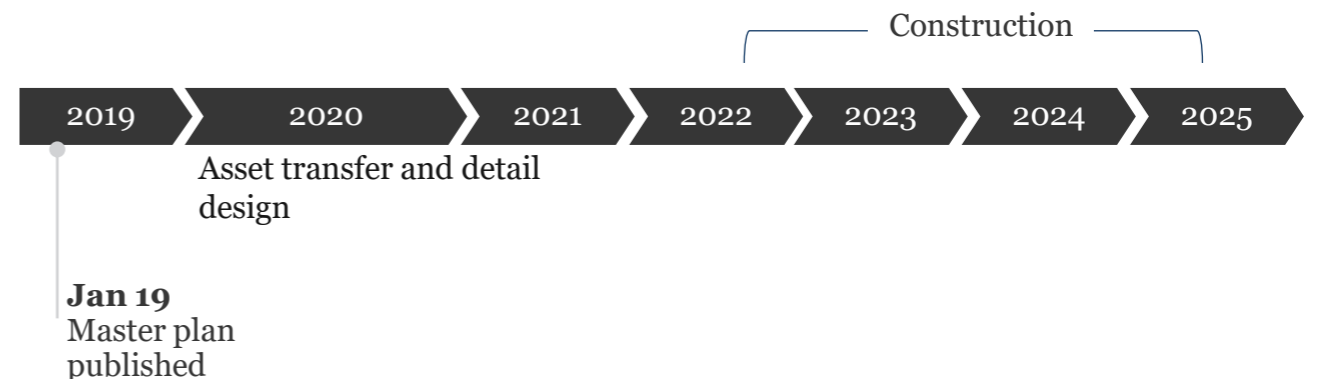 Construction
2019 2020 2021 2022 2023 2024 2025
Asset transfer and detail
design
Jan 19
Master plan
published